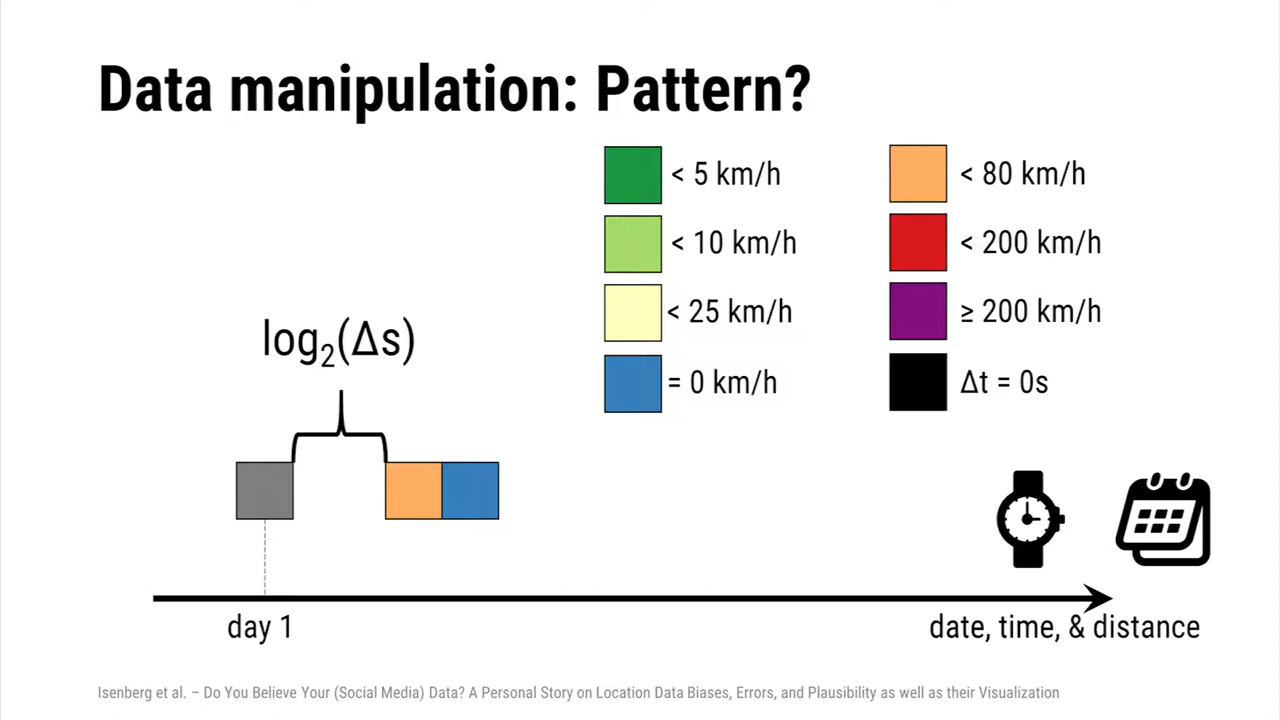 Data manipulation: Pattern?
< 5 km/h
< 80 km/h
< 10 km/h
< 200 km/h
< 25 km/h
≥ 200 km/h
= 0 km/h
Δt = 0s
log₂(Δs)
day 1
date, time, & distance
Isenberg et al. – Do You Believe Your (Social Media) Data? A Personal Story on Location Data Biases, Errors, and Plausibility as well as their Visualization